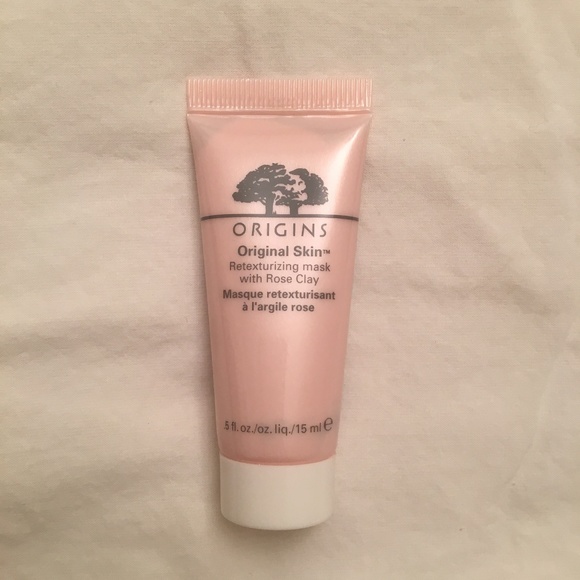 ORIGINS
Original Skin™
Retexturizing mask
with Rose Clay
Masque retexturisant
à l'argile rose
.5 fl. oz./oz. liq./15 ml ℮